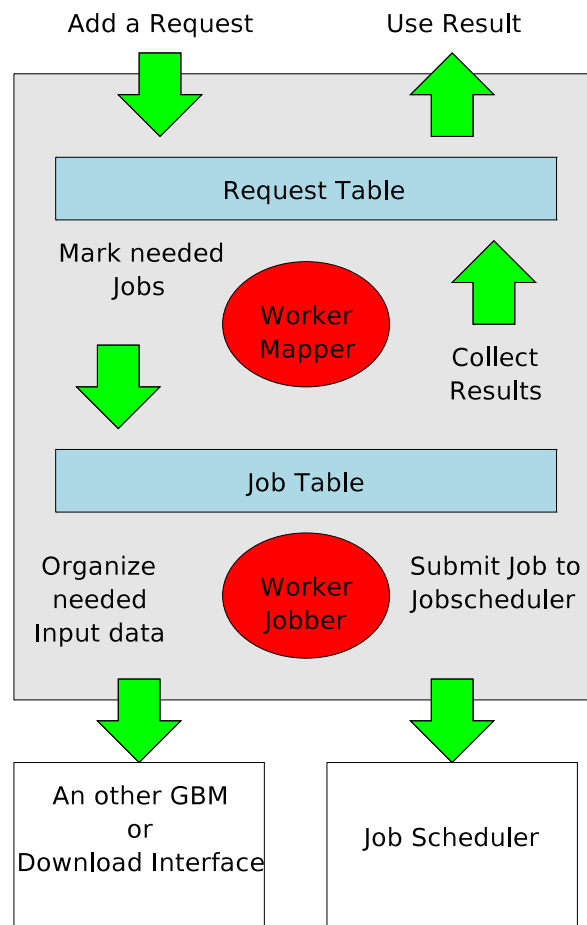 Add a Request
Use Result
Request Table
Mark needed
Jobs
Worker
Mapper
Collect
Results
Job Table
Organize
needed
Input data
Worker
Jobber
Submit Job to
Jobscheduler
An other GBM
or
Download Interface
Job Scheduler